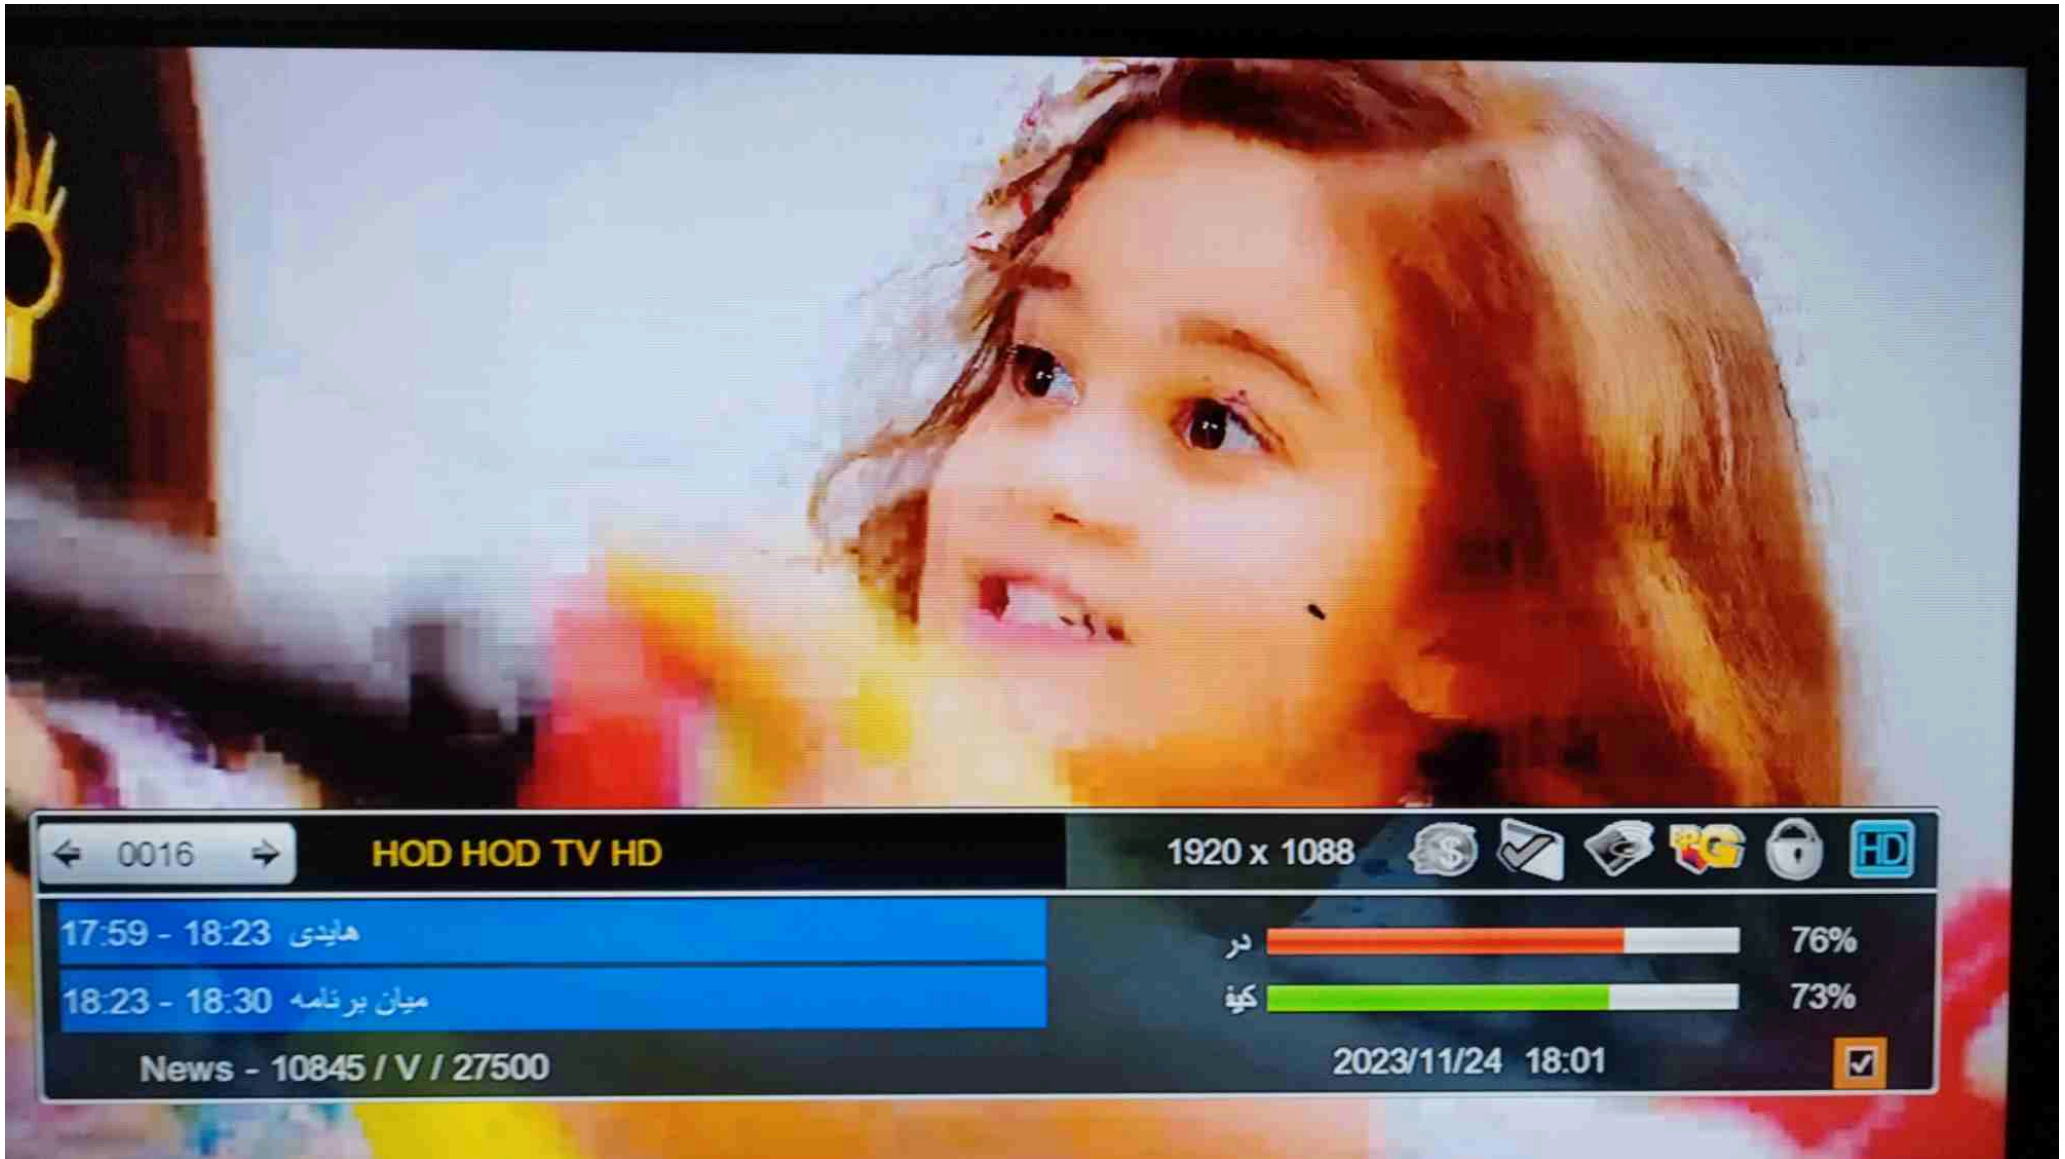 0016
HOD HOD TV HD
1920 x 1088
HD
17:59 - 18:23 هایدی
در 76%
18:23 - 18:30 میان برنامه
کیف 73%
News - 10845 / V / 27500
2023/11/24 18:01